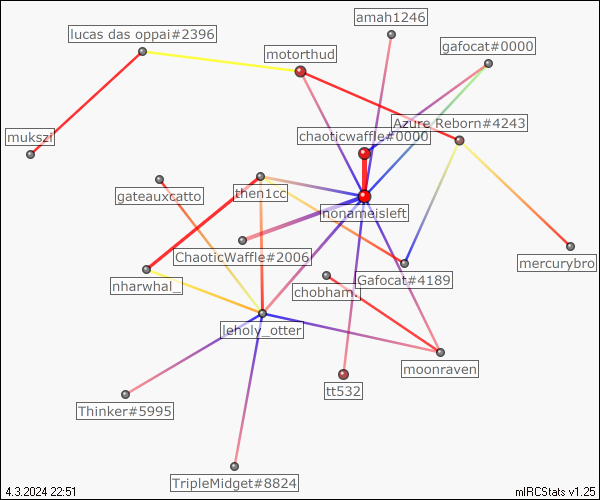 amah1246
lucas das oppai#2396
gafocat#0000
motorthud
Azure Reborn#4243
mukszi
chaoticwaffle#0000
gateauxcatto
then1cc
nonameisleft
ChaoticWaffle#2006
mercurybro
nharwhal_
chobham.
Gafocat#4189
leholy_otter
moonraven
tt532
Thinker#5995
TripleMidget#8824
4.3.2024 22:51
mIRCStats v1.25